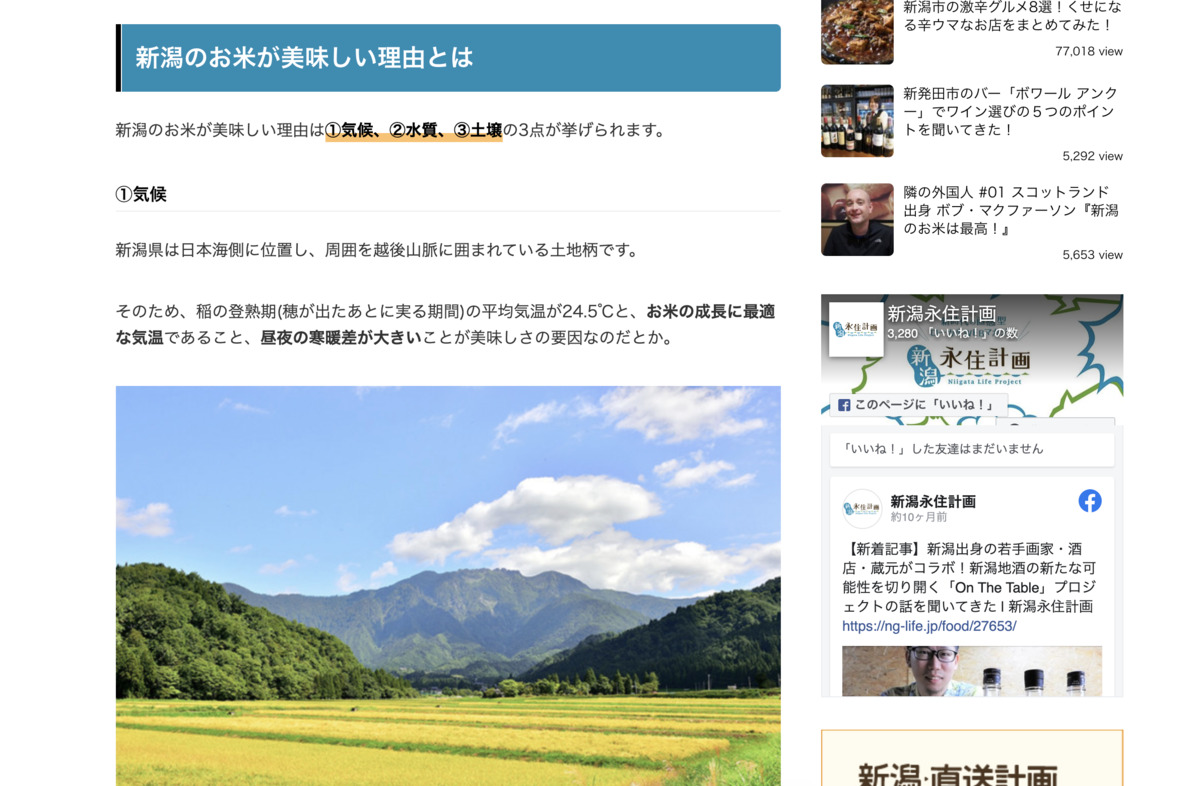 新潟のお米が美味しい理由とは
新潟のお米が美味しい理由は①気候、②水質、③土壌の3点が挙げられます。
①気候
新潟県は日本海側に位置し、周囲を越後山脈に囲まれている土地柄です。
そのため、稲の登熟期(穂が出たあとに実る期間)の平均気温が24.5℃と、お米の成長に最適
な気温であること、昼夜の寒暖差が大きいことが美味しさの要因なのだとか。
新潟市の激辛グルメ8選！くせにな
る辛ウマなお店をまとめてみた！
77,018 view
新発田市のバー「ボワール アンク
ー」でワイン選びの５つのポイン
トを聞いてきた！
5,292 view
隣の外国人 #01 スコットランド
出身 ボブ・マクファーソン『新潟
のお米は最高！』
5,653 view
永住計画
新潟永住計画
3,280 「いいね！」の数
新潟
永住計画
Niigata Life Project
このページに「いいね！」
「いいね！」した友達はまだいません
永住計画
新潟永住計画
約10ヶ月前
【新着記事】新潟出身の若手画家・酒
店・蔵元がコラボ！新潟地酒の新たな可
能性を切り開く「On The Table」プロジ
ェクトの話を聞いてきた I 新潟永住計画
https://ng-life.jp/food/27653/
新潟・直送計画